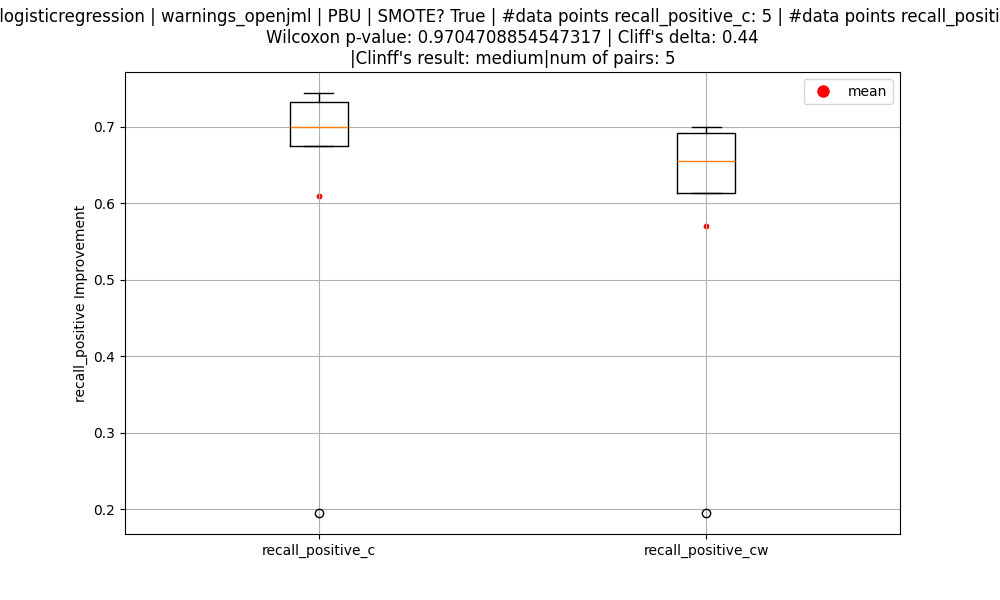 logisticregression | warnings_openjml | PBU | SMOTE? True | #data points recall_positive_c: 5 | #data points recall_positi
Wilcoxon p-value: 0.9704708854547317 | Cliff's delta: 0.44
|Clinff's result: medium|num of pairs: 5
mean
0.7
0.6
0.5
0.4
0.3
0.2
recall_positive Improvement
recall_positive_c
recall_positive_cw